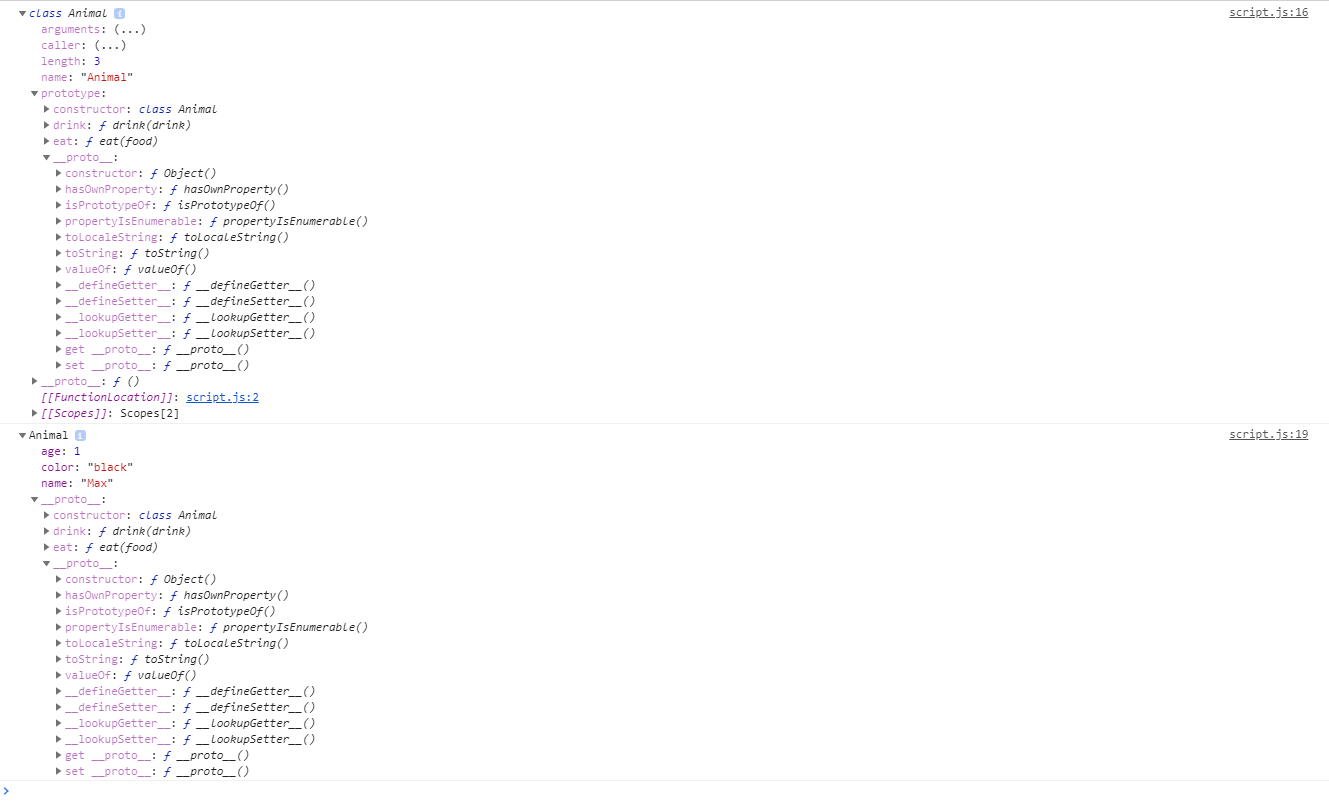 class Animal i script.js:16
arguments: (...)
caller: (...)
length: 3
name: "Animal"
prototype:
constructor: class Animal
drink: ƒ drink(drink)
eat: ƒ eat(food)
__proto__:
constructor: ƒ Object()
hasOwnProperty: ƒ hasOwnProperty()
isPrototypeOf: ƒ isPrototypeOf()
propertyIsEnumerable: ƒ propertyIsEnumerable()
toLocaleString: ƒ toLocaleString()
toString: ƒ toString()
valueOf: ƒ valueOf()
__defineGetter__: ƒ __defineGetter__()
__defineSetter__: ƒ __defineSetter__()
__lookupGetter__: ƒ __lookupGetter__()
__lookupSetter__: ƒ __lookupSetter__()
get __proto__: ƒ __proto__()
set __proto__: ƒ __proto__()
__proto__: ƒ ()
[[FunctionLocation]]: script.js:2
[[Scopes]]: Scopes[2]
Animal i script.js:19
age: 1
color: "black"
name: "Max"
__proto__:
constructor: class Animal
drink: ƒ drink(drink)
eat: ƒ eat(food)
__proto__:
constructor: ƒ Object()
hasOwnProperty: ƒ hasOwnProperty()
isPrototypeOf: ƒ isPrototypeOf()
propertyIsEnumerable: ƒ propertyIsEnumerable()
toLocaleString: ƒ toLocaleString()
toString: ƒ toString()
valueOf: ƒ valueOf()
__defineGetter__: ƒ __defineGetter__()
__defineSetter__: ƒ __defineSetter__()
__lookupGetter__: ƒ __lookupGetter__()
__lookupSetter__: ƒ __lookupSetter__()
get __proto__: ƒ __proto__()
set __proto__: ƒ __proto__()